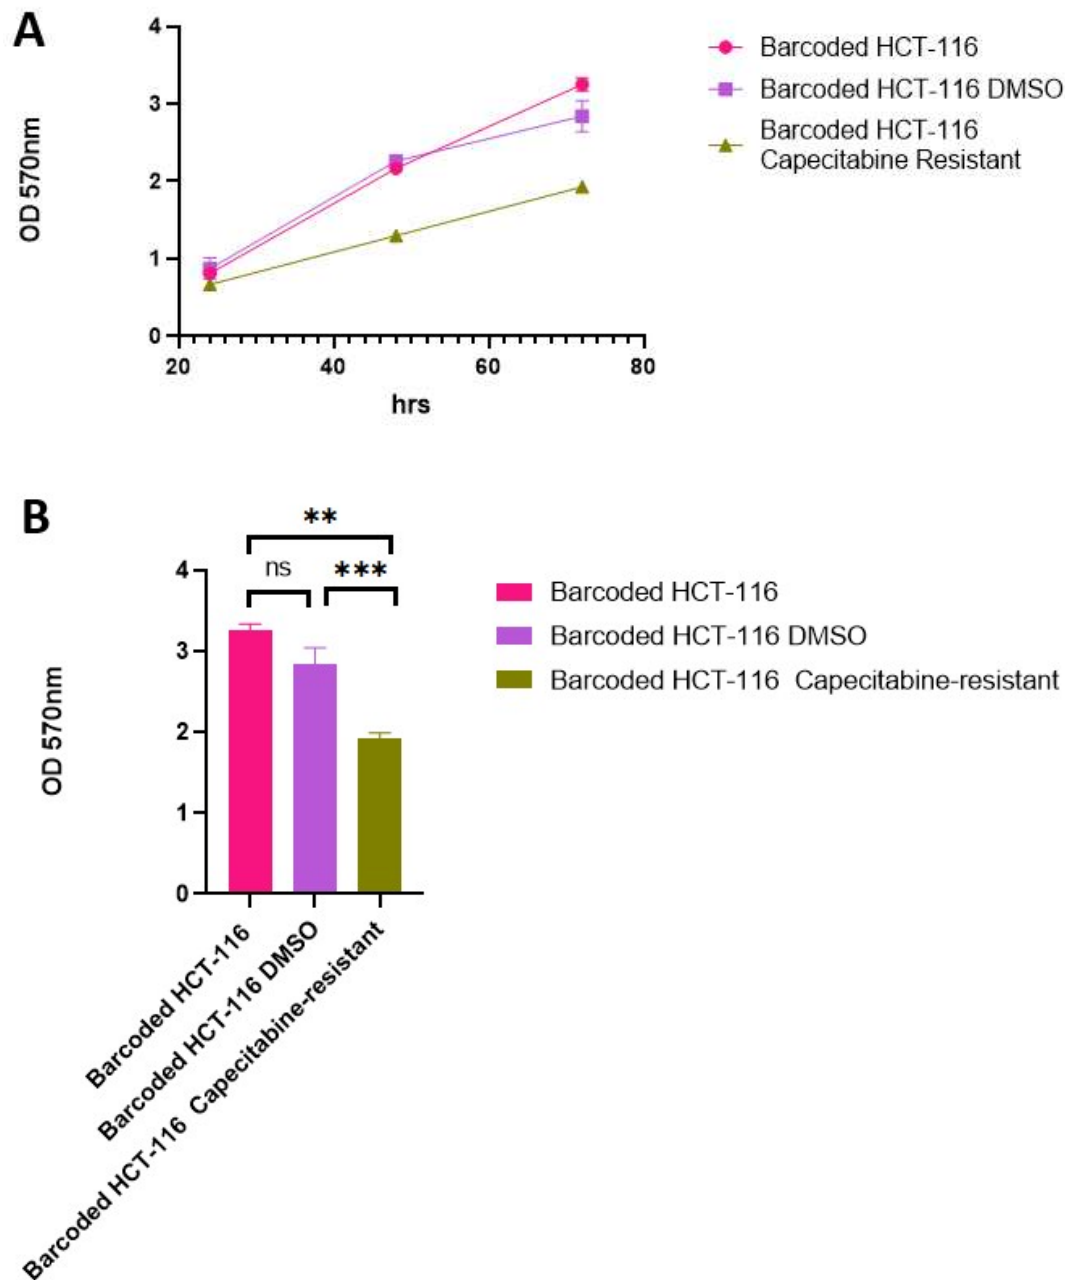 A
4
3
2
1
0
OD 570nm
20 40 60 80
hrs
Barcoded HCT-116
Barcoded HCT-116 DMSO
Barcoded HCT-116
Capecitabine Resistant
B
**
ns
***
4
3
2
1
0
OD 570nm
Barcoded HCT-116
Barcoded HCT-116 DMSO
Barcoded HCT-116 Capecitabine-resistant
Barcoded HCT-116
Barcoded HCT-116 DMSO
Barcoded HCT-116 Capecitabine-resistant